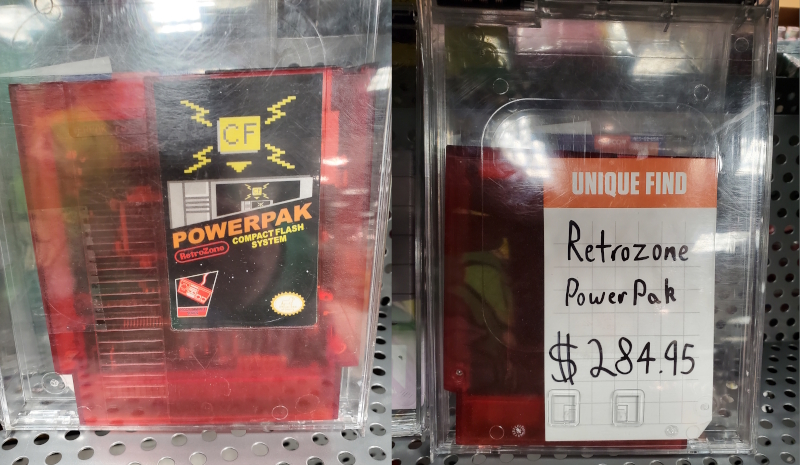 CF
POWERPAK
RetroZone
COMPACT FLASH
SYSTEM
UNIQUE FIND
Retrozone
PowerPak
$284.95